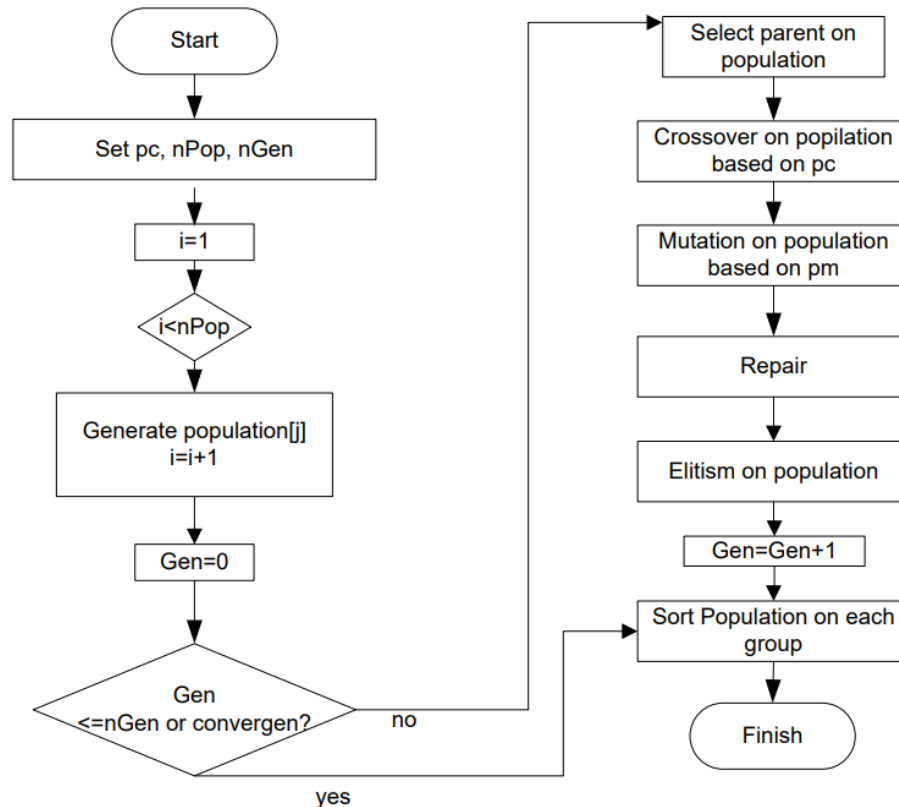 Start
Set pc, nPop, nGen
i=1
i<nPop
Generate population[j]
i=i+1
Gen=0
Gen
<=nGen or convergen?
no
yes
Select parent on
population
Crossover on popilation
based on pc
Mutation on population
based on pm
Repair
Elitism on population
Gen=Gen+1
Sort Population on each
group
Finish